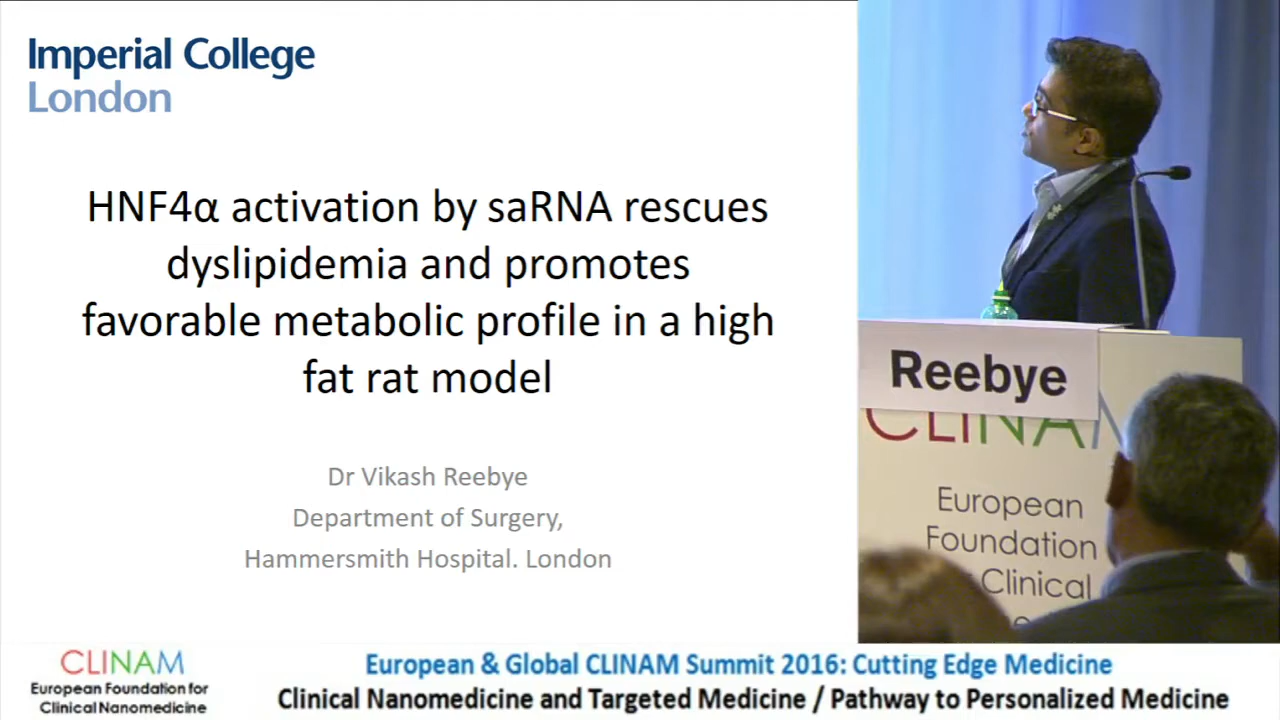 Imperial College
London
HNF4α activation by saRNA rescues
dyslipidemia and promotes
favorable metabolic profile in a high
fat rat model
Dr Vikash Reebye
Department of Surgery,
Hammersmith Hospital. London
Reebye
CLINAM
European
Foundation
Clinical
CLINAM
European Foundation for
Clinical Nanomedicine
European & Global CLINAM Summit 2016: Cutting Edge Medicine
Clinical Nanomedicine and Targeted Medicine / Pathway to Personalized Medicine